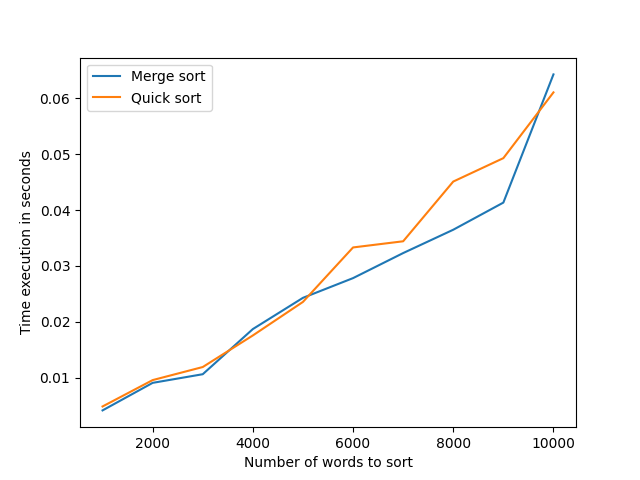 Merge sort
Quick sort
0.06
0.05
0.04
0.03
0.02
0.01
Time execution in seconds
2000 4000 6000 8000 10000
Number of words to sort